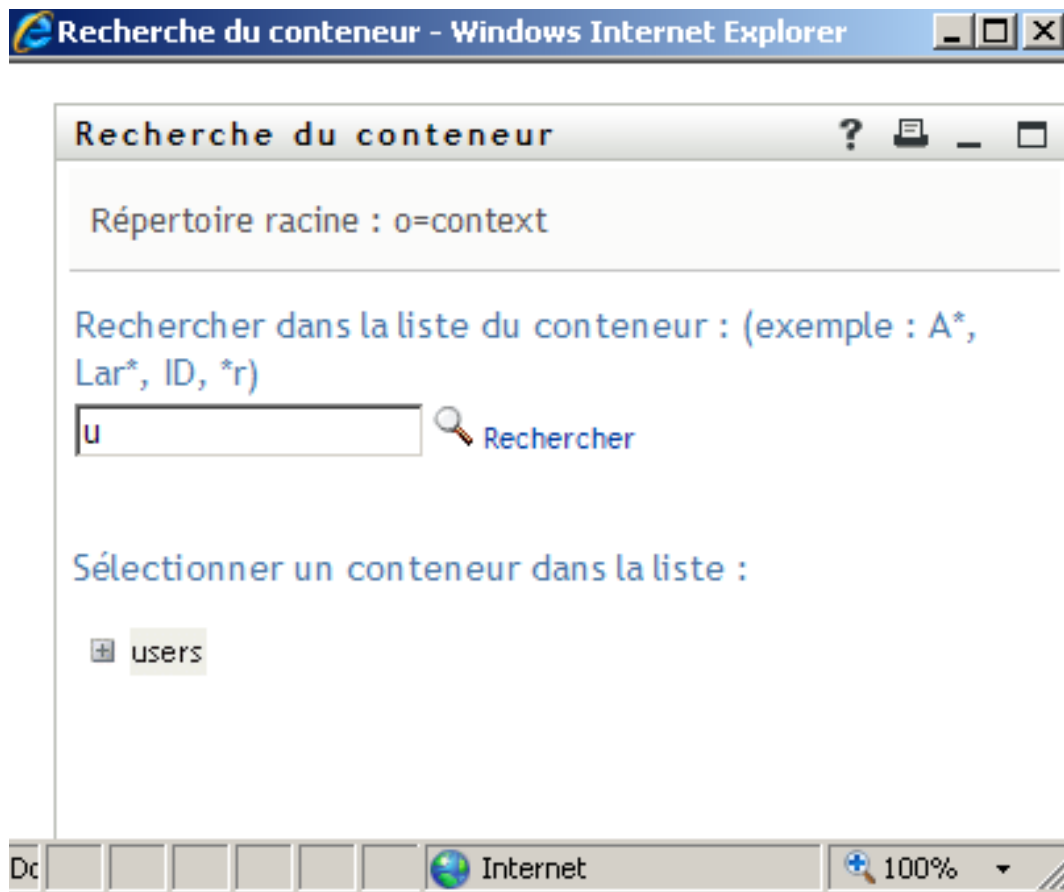 Recherche du conteneur - Windows Internet Explorer
Recherche du conteneur
Répertoire racine : o=context
Rechercher dans la liste du conteneur : (exemple : A*,
Lar*, ID, *r)
u
Rechercher
Sélectionner un conteneur dans la liste :
users
Do
Internet
100%